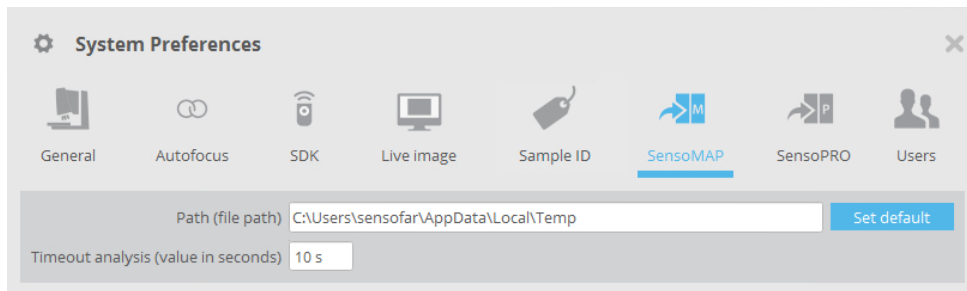 System Preferences
General Autofocus SDK Live image Sample ID SensoMAP SensoPRO Users
M P
Path (file path) C:\Users\sensofar\AppData\Local\Temp Set default
Timeout analysis (value in seconds) 10 s